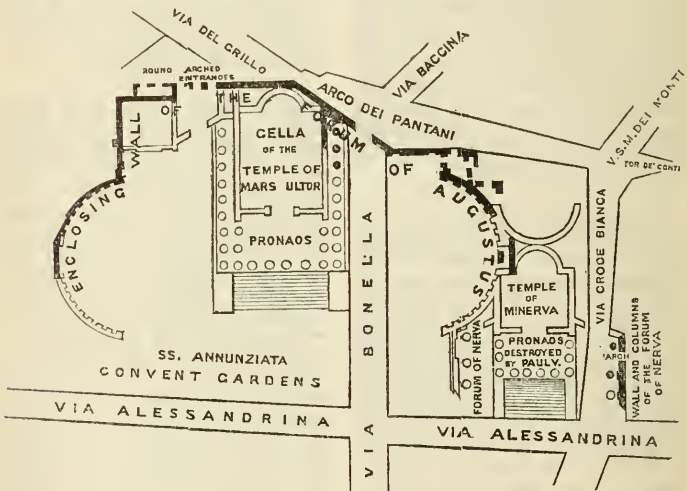 VIA DEL GRILLO
VIA BACCINA
ROUND ARCHED
ENTRANCES
ARCO DEI PANTANI
V.S.M. DEI MONTI
TOR DE' CONTI
ENCLOSING WALL OF THE FORUM OF AUGUSTUS
CELLA
OF THE
TEMPLE OF
MARS ULTOR
PRONAOS
VIA BONELLA
VIA CROCE BIANCA
TEMPLE
OF
MINERVA
PRONAOS
DESTROYED
BY PAUL V.
FORUM OF NERVA
ARCH
WALL AND COLUMNS
OF THE FORUM
OF NERVA
SS. ANNUNZIATA
CONVENT GARDENS
VIA ALESSANDRINA
VIA ALESSANDRINA
VIA